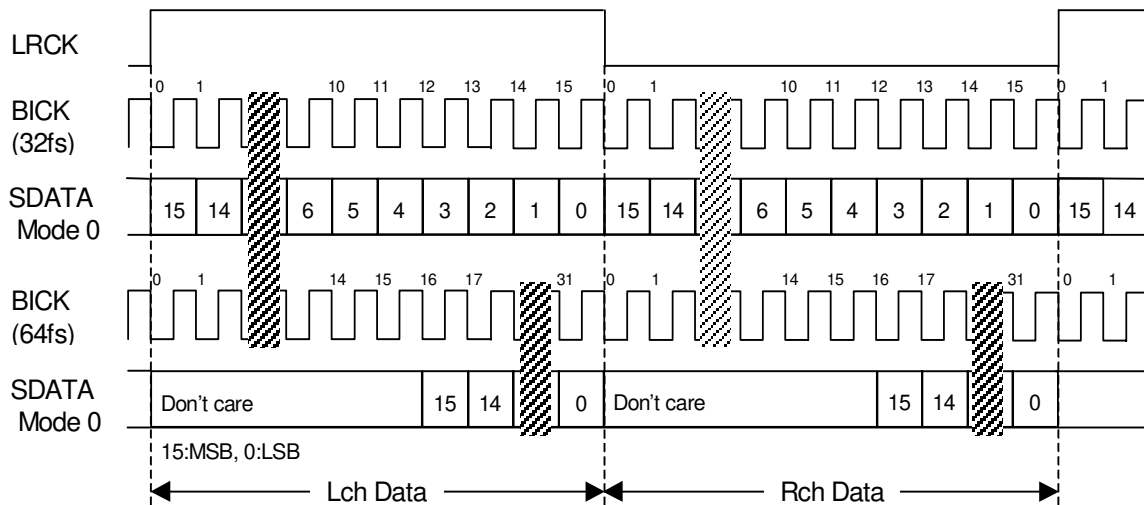 LRCK
0 1 10 11 12 13 14 15 0 1 10 11 12 13 14 15 0 1
BICK
(32fs)
SDATA
Mode 0
15 14 6 5 4 3 2 1 0 15 14 6 5 4 3 2 1 0 15 14
0 1 14 15 16 17 31 0 1 14 15 16 17 31 0 1
BICK
(64fs)
SDATA
Mode 0
Don't care 15 14 0 Don't care 15 14 0
15:MSB, 0:LSB
Lch Data Rch Data